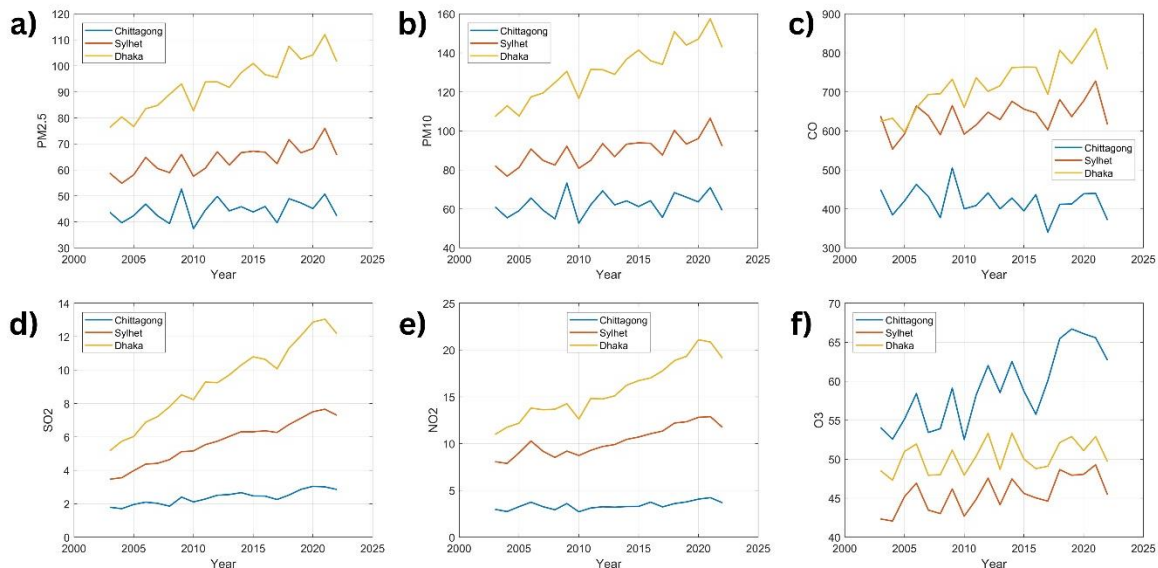 a)
120
110
100
90
80
70
60
50
40
30
PM2.5
Chittagong
Sylhet
Dhaka
2000 2005 2010 2015 2020 2025
Year
b)
160
140
120
100
80
60
40
PM10
Chittagong
Sylhet
Dhaka
2000 2005 2010 2015 2020 2025
Year
c)
900
800
700
600
500
400
300
CO
Chittagong
Sylhet
Dhaka
2000 2005 2010 2015 2020 2025
Year
d)
14
12
10
8
6
4
2
0
SO2
Chittagong
Sylhet
Dhaka
2000 2005 2010 2015 2020 2025
Year
e)
25
20
15
10
5
0
NO2
Chittagong
Sylhet
Dhaka
2000 2005 2010 2015 2020 2025
Year
f)
70
65
60
55
50
45
40
O3
Chittagong
Sylhet
Dhaka
2000 2005 2010 2015 2020 2025
Year